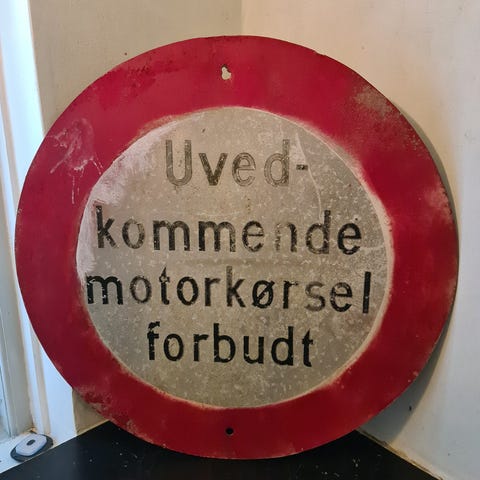 Uved-
kommende
motorkørsel
forbudt